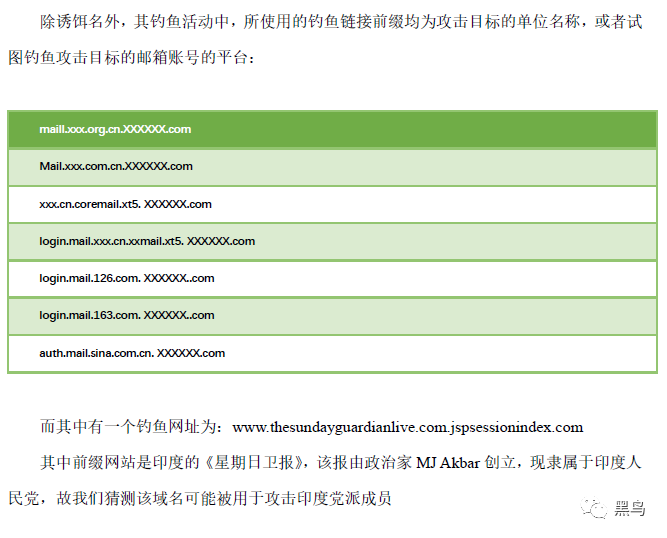 除诱饵名外，其钓鱼活动中，所使用的钓鱼链接前缀均为攻击目标的单位名称，或者试
图钓鱼攻击目标的邮箱账号的平台：
maill.xxx.org.cn.XXXXXX.com
Mail.xxx.com.cn.XXXXXX.com
xxx.cn.coremail.xt5. XXXXXX.com
login.mail.xxx.cn.xxmail.xt5. XXXXXX.com
login.mail.126.com. XXXXXX..com
login.mail.163.com. XXXXXX..com
auth.mail.sina.com.cn. XXXXXX.com
而其中有一个钓鱼网址为：www.thesundayguardianlive.com.jspsessionindex.com
其中前缀网站是印度的《星期日卫报》，该报由政治家 MJ Akbar 创立，现隶属于印度人
民党，故我们猜测该域名可能被用于攻击印度党派成员
黑鸟